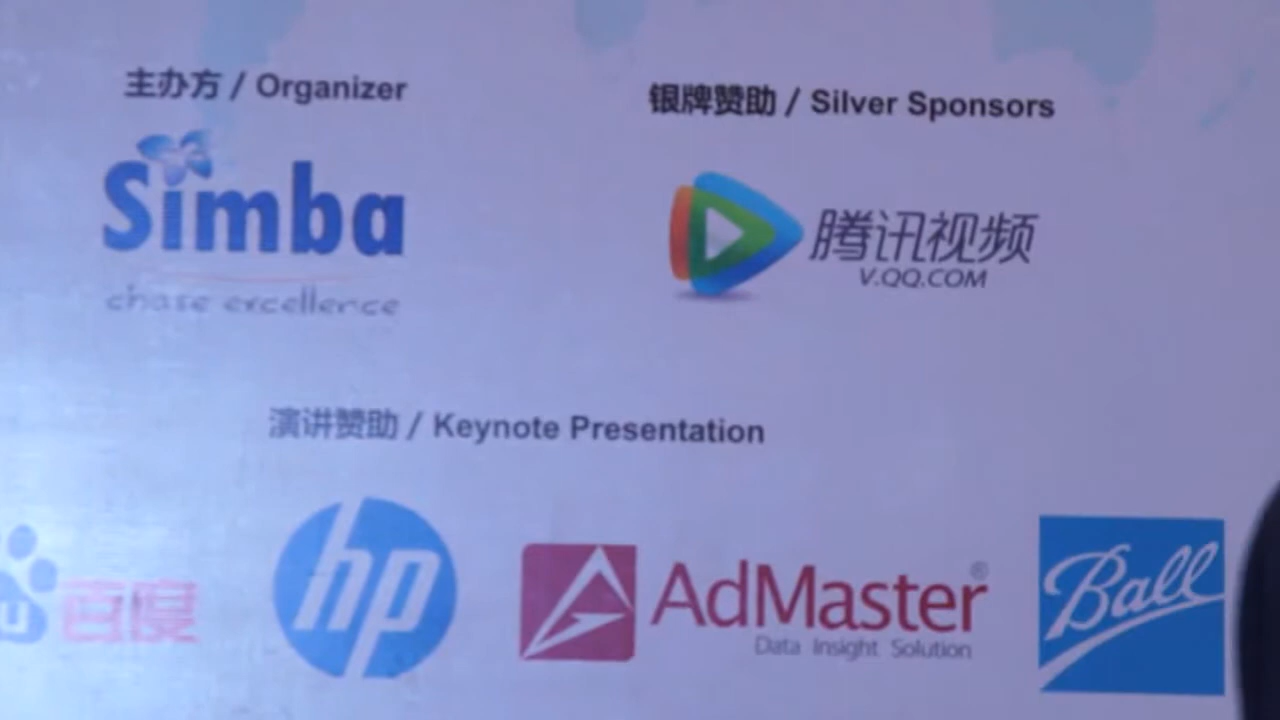 主办方 / Organizer
Simba
chase excellence
银牌赞助 / Silver Sponsors
腾讯视频
V.QQ.COM
演讲赞助 / Keynote Presentation
u 百度
hp
AdMaster®
Data Insight Solution
Ball